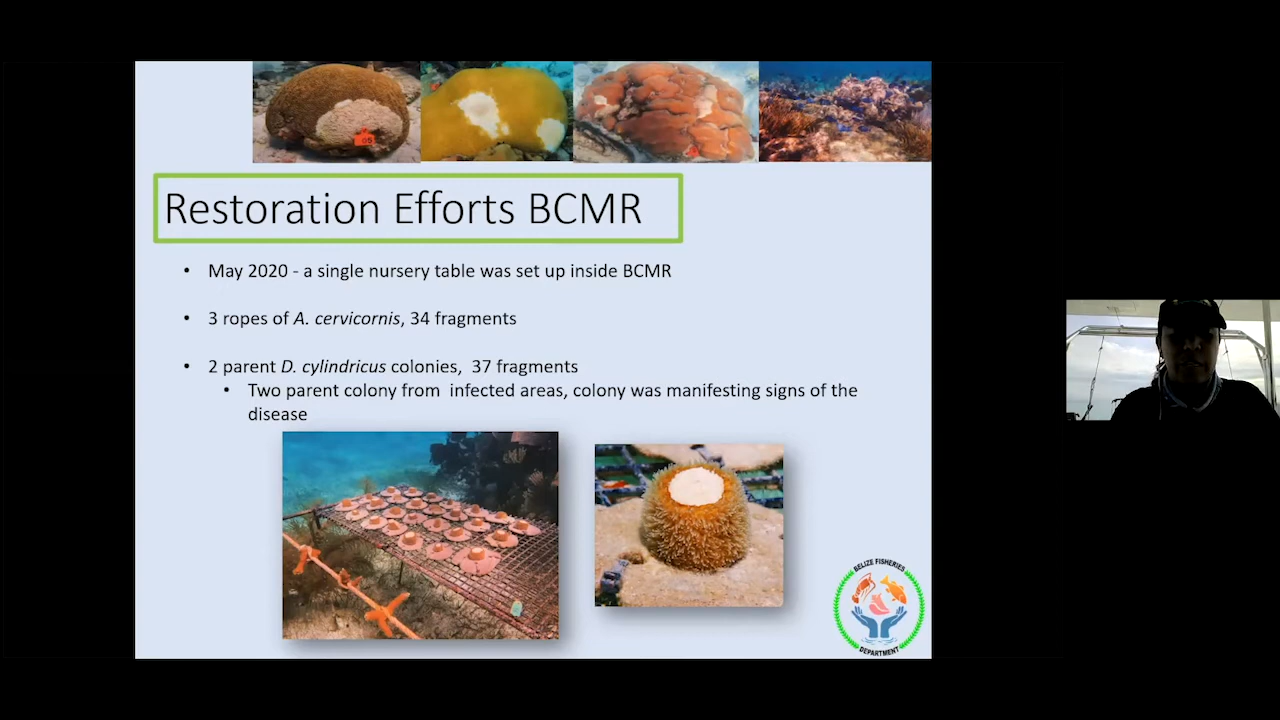 05
Restoration Efforts BCMR
• May 2020 - a single nursery table was set up inside BCMR
• 3 ropes of A. cervicornis, 34 fragments
• 2 parent D. cylindricus colonies, 37 fragments
• Two parent colony from infected areas, colony was manifesting signs of the
disease
BELIZE FISHERIES
DEPARTMENT